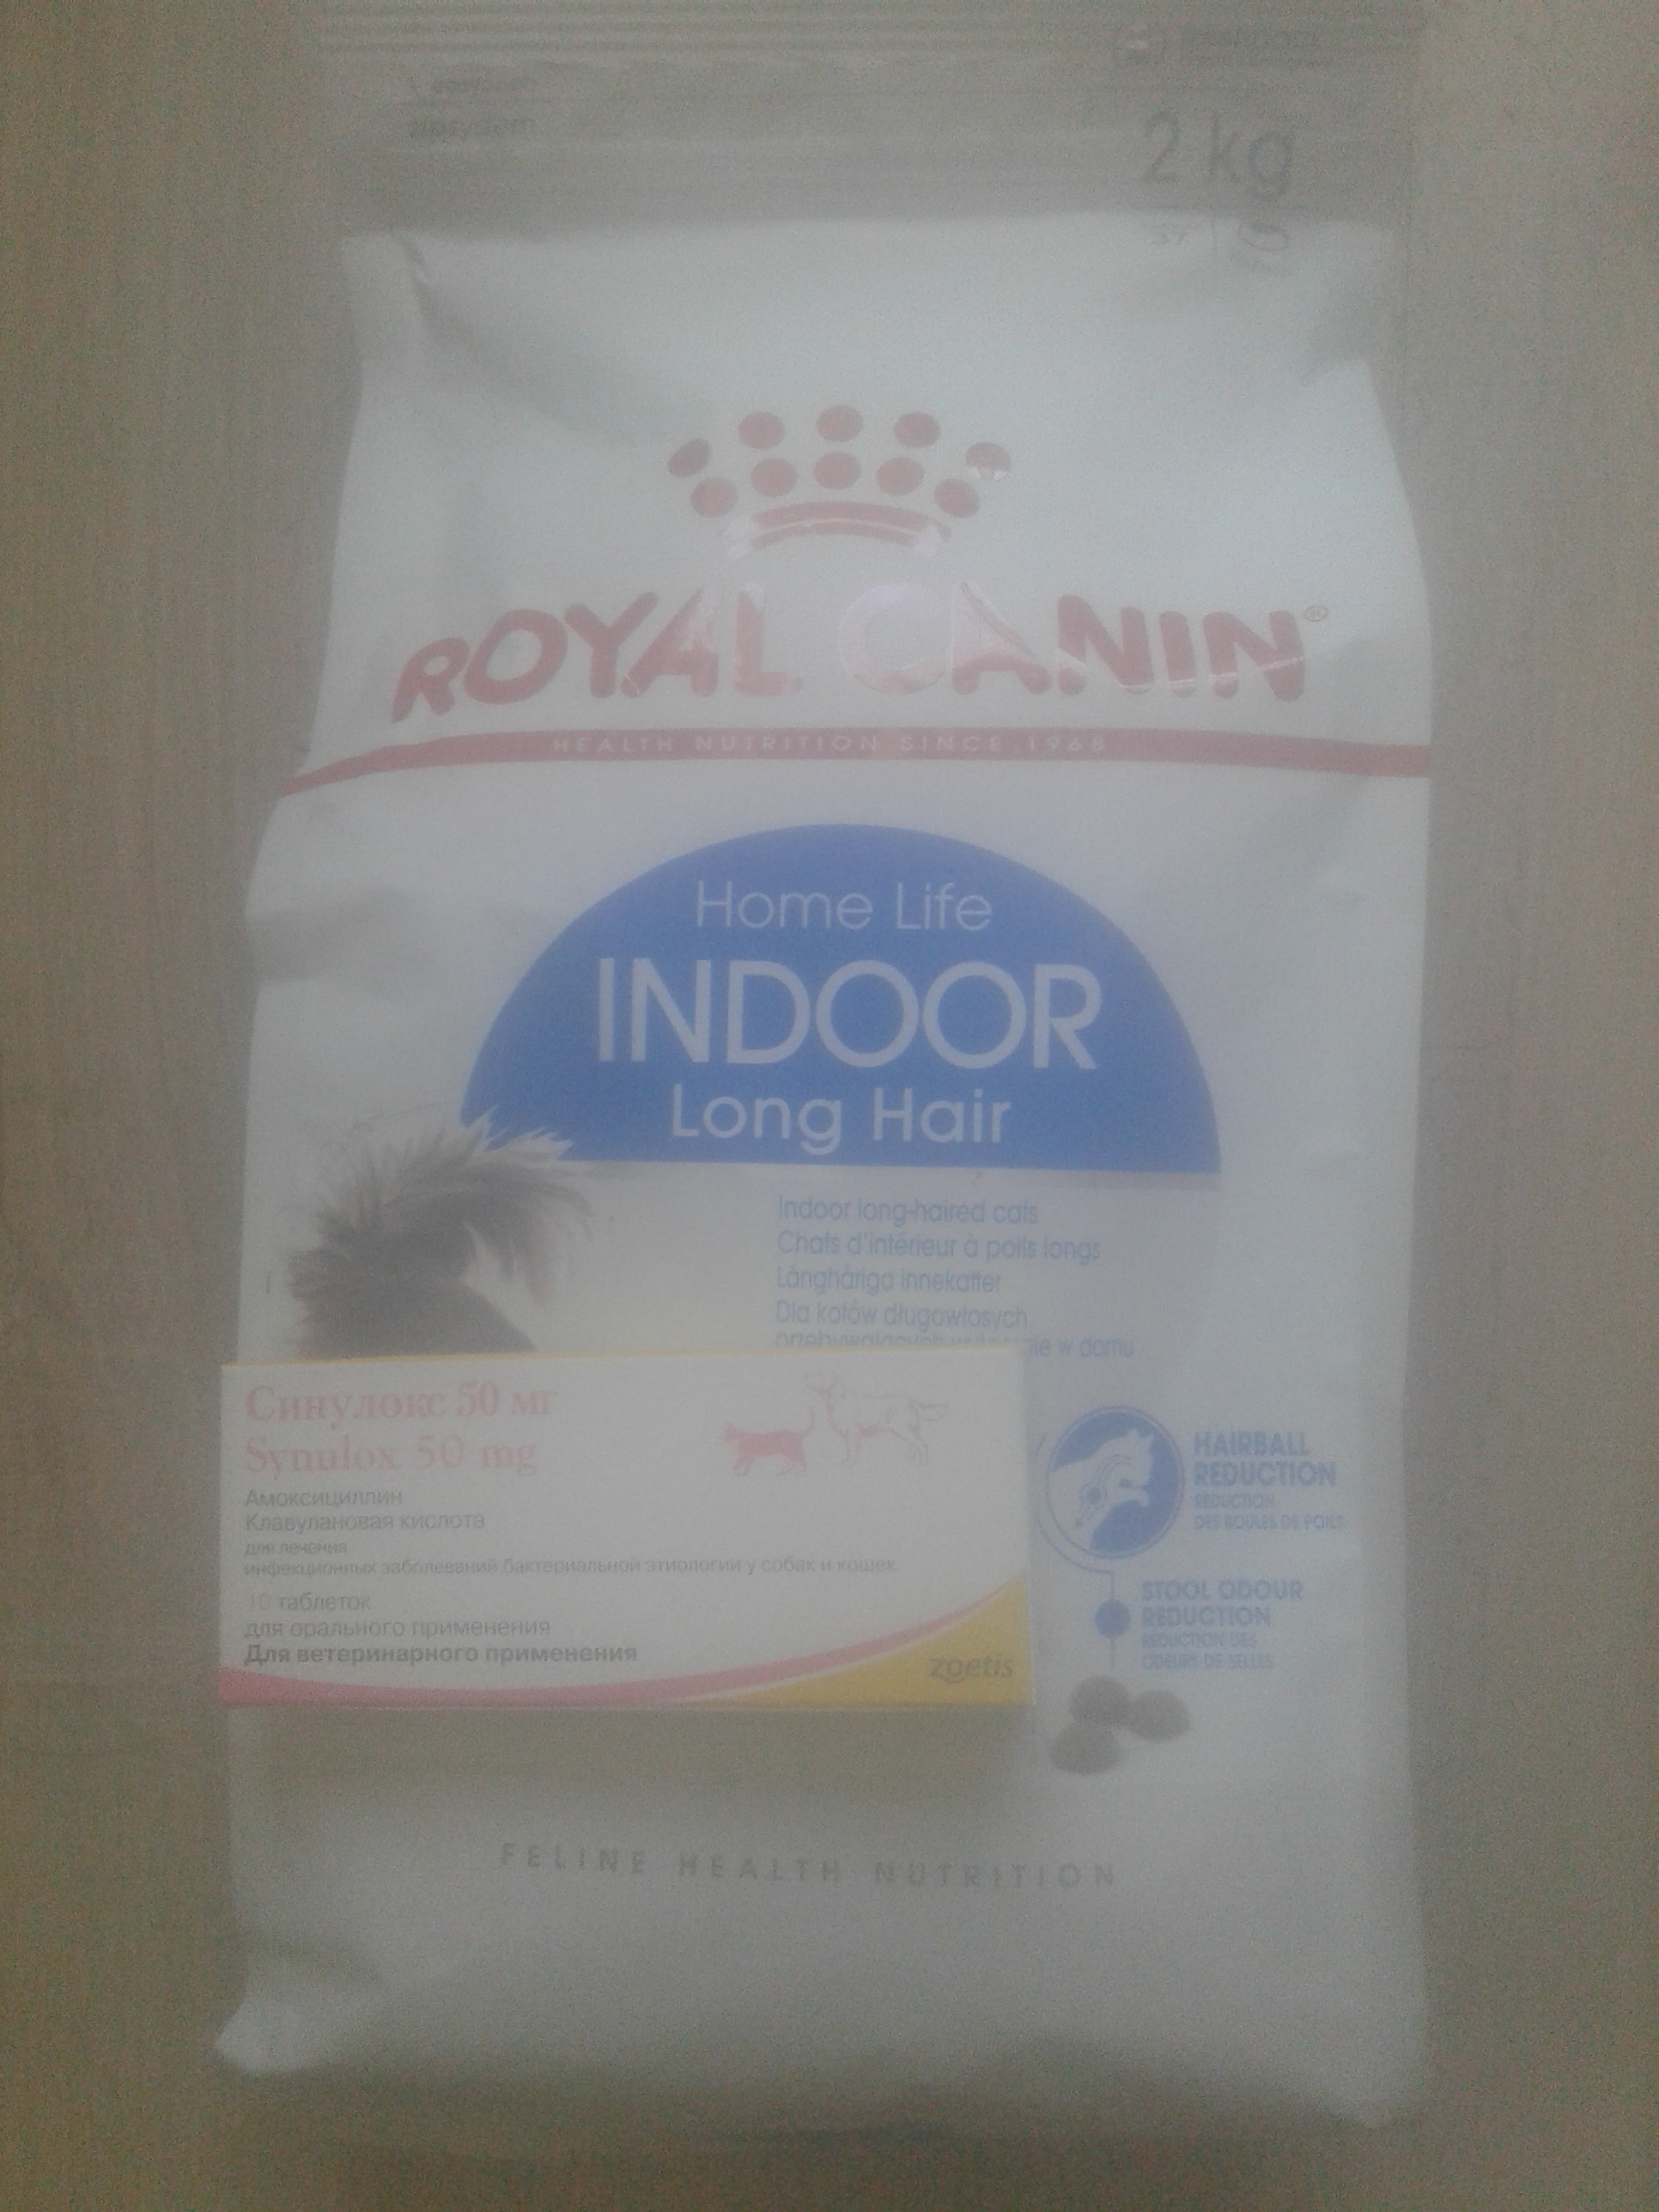 2 kg
ROYAL CANIN®
HEALTH NUTRITION SINCE 1968
Home Life
INDOOR
Long Hair
Indoor long-haired cats
Chats d'intérieur à poils longs
Långhåriga innekatter
Dla kotów długowłosych
w domu
Синулокс 50 мг
Synulox 50 mg
Амоксициллин
Клавулановая кислота
для лечения
инфекционных заболеваний бактериальной этиологии у собак и кошек
10 таблеток
для орального применения
Для ветеринарного применения
zoetis
HAIRBALL
REDUCTION
RÉDUCTION
DES BOULES DE POILS
STOOL ODOUR
REDUCTION
RÉDUCTION DES
ODEURS DE SELLES
FELINE HEALTH NUTRITION